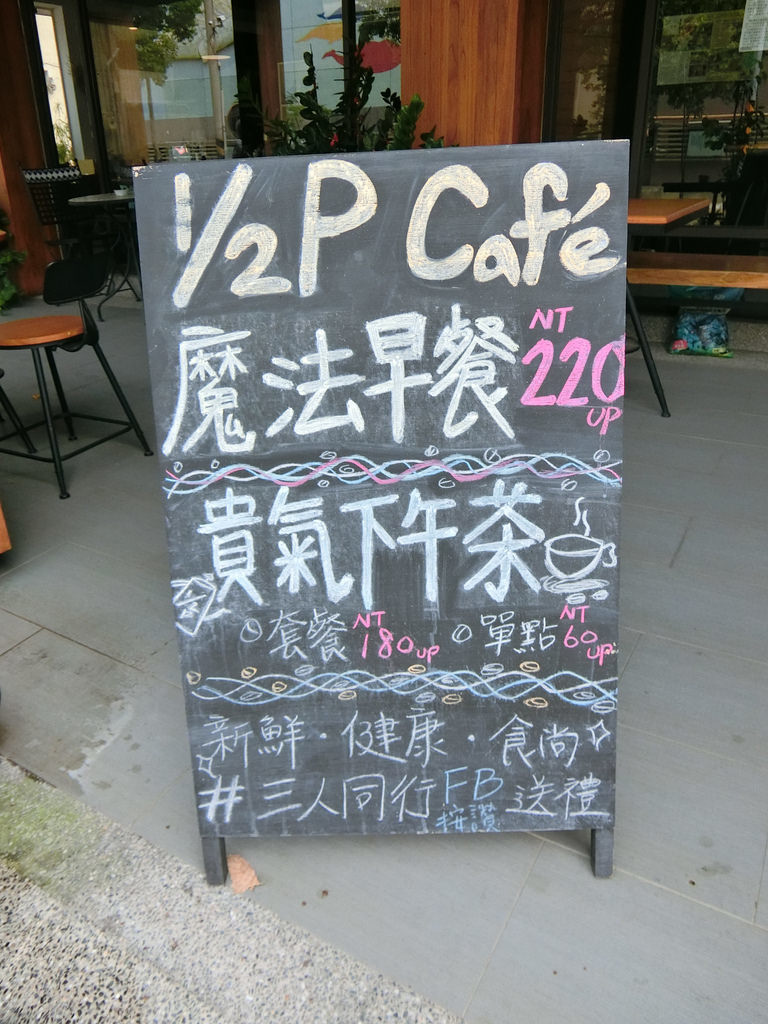 1/2P Café
魔法早餐 NT 220 UP
貴氣下午茶
套餐 NT 180 UP 單點 NT 60 UP
新鮮·健康·食尚
#三人同行FB按讚送禮